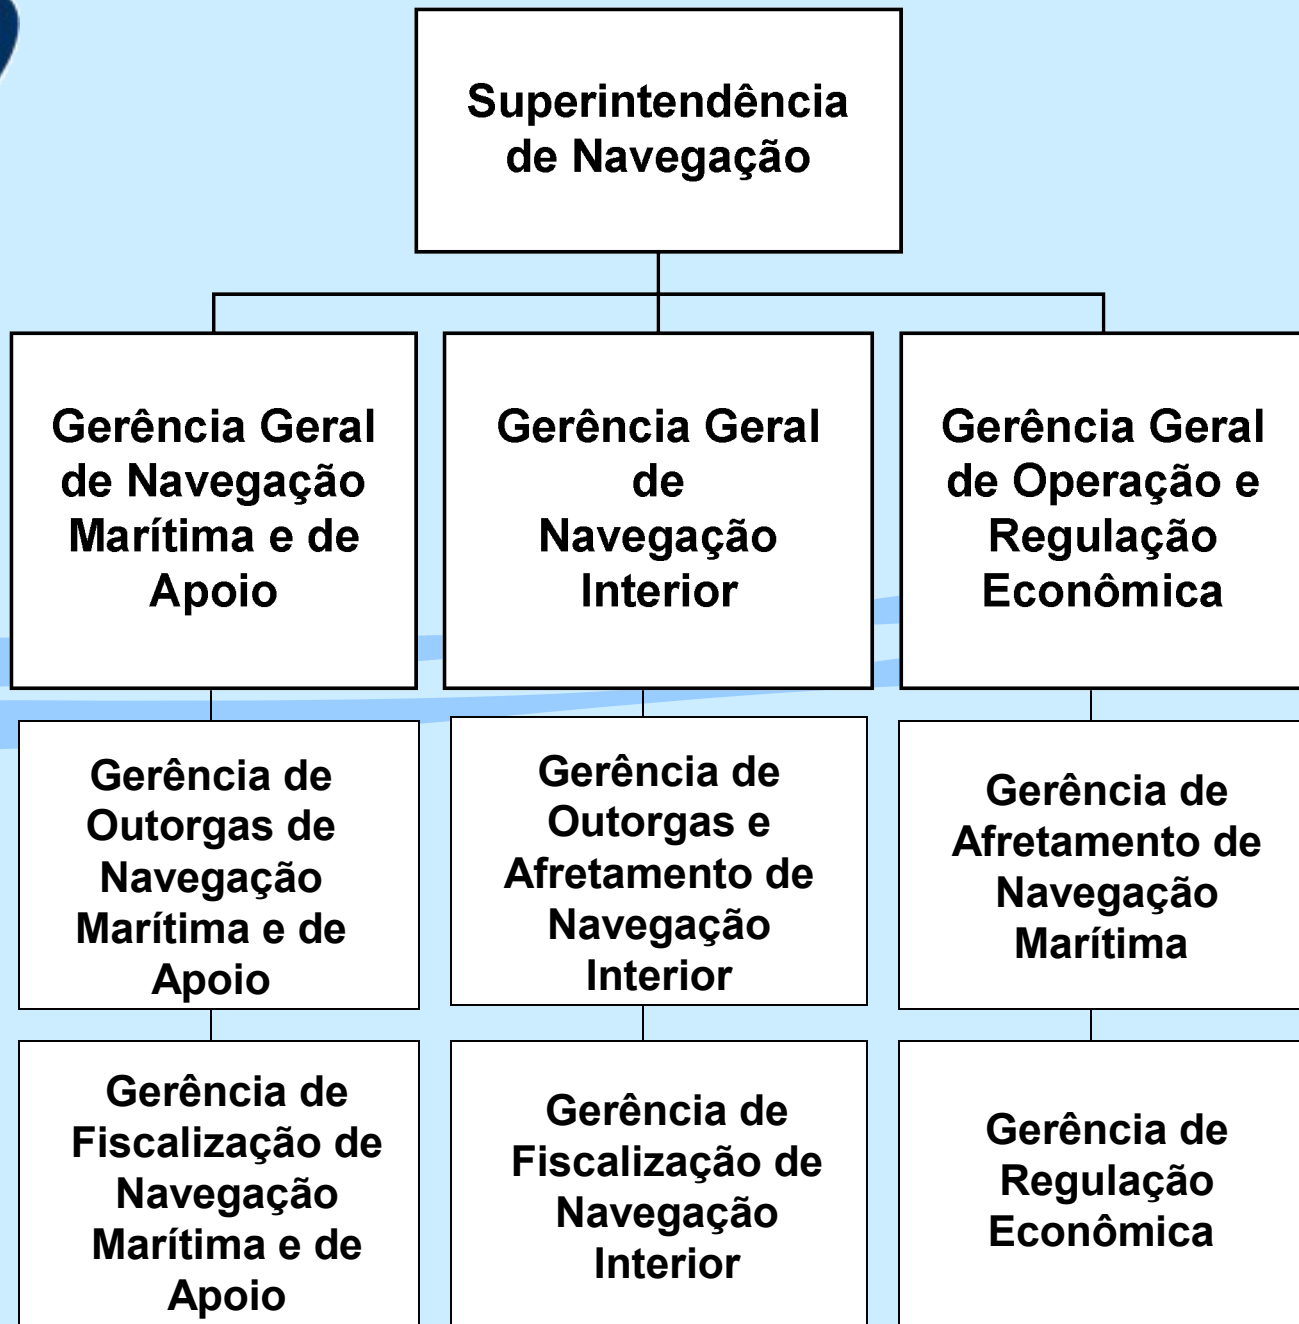 Superintendência
de Navegação
Gerência Geral
de Navegação
Marítima e de
Apoio
Gerência Geral
de
Navegação
Interior
Gerência Geral
de Operação e
Regulação
Econômica
Gerência de
Outorgas de
Navegação
Marítima e de
Apoio
Gerência de
Outorgas e
Afretamento de
Navegação
Interior
Gerência de
Afretamento de
Navegação
Marítima
Gerência de
Fiscalização de
Navegação
Marítima e de
Apoio
Gerência de
Fiscalização de
Navegação
Interior
Gerência de
Regulação
Econômica